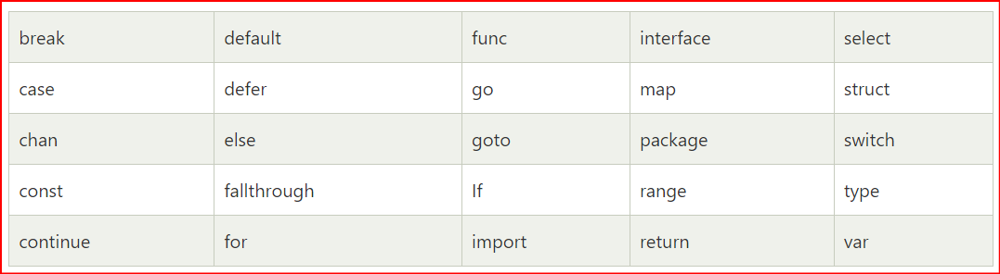 break default func interface select
case defer go map struct
chan else goto package switch
const fallthrough If range type
continue for import return var